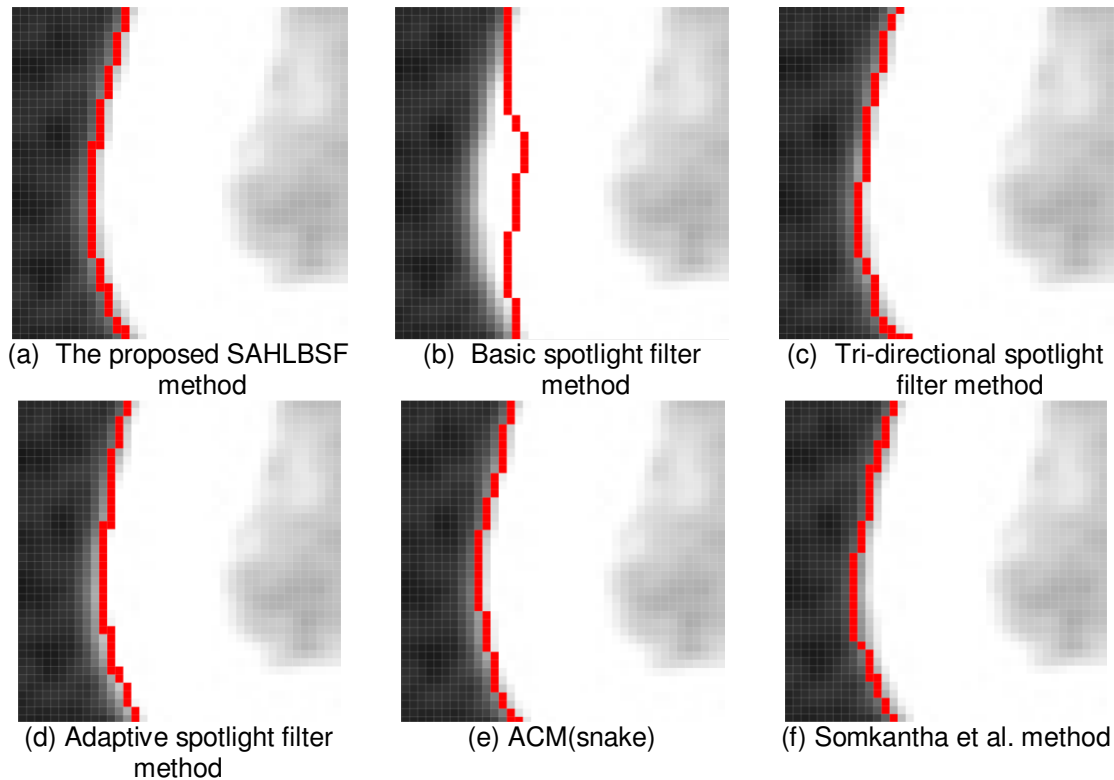 (a) The proposed SAHLBSF
method
(b) Basic spotlight filter
method
(c) Tri-directional spotlight
filter method
(d) Adaptive spotlight filter
method
(e) ACM(snake)
(f) Somkantha et al. method